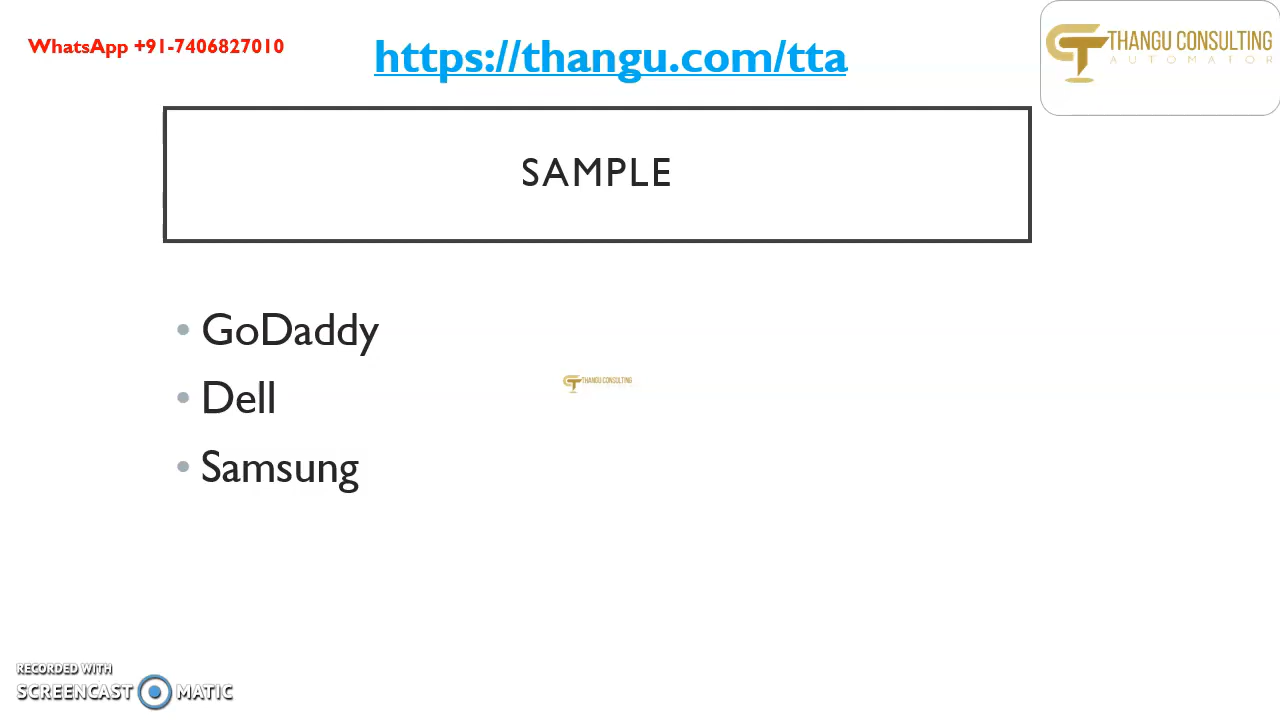 WhatsApp +91-7406827010
https://thangu.com/tta
THANGU CONSULTING
AUTOMATOR
SAMPLE
• GoDaddy
THANGU CONSULTING
• Dell
• Samsung
RECORDED WITH
SCREENCAST MATIC